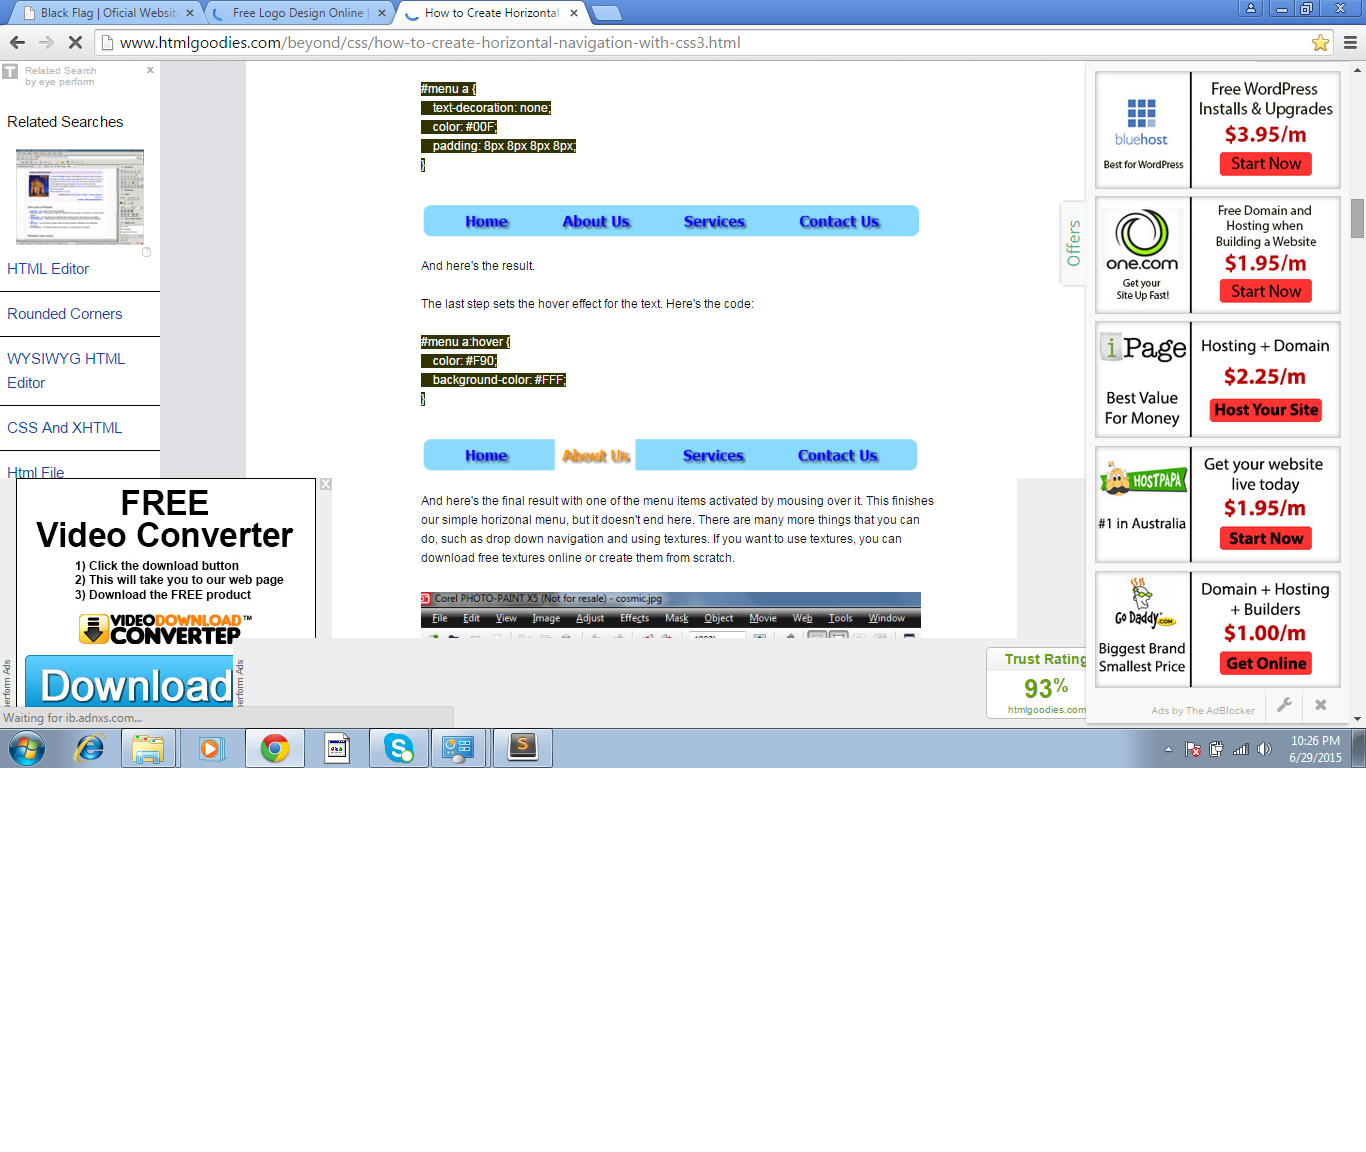 Black Flag | Oficial Websit
Free Logo Design Online |
How to Create Horizontal
www.htmlgoodies.com/beyond/css/how-to-create-horizontal-navigation-with-css3.html
Related Search
by eye perform
Related Searches
HTML Editor
Rounded Corners
WYSIWYG HTML
Editor
CSS And XHTML
Html File
#menu a {
text-decoration: none;
color: #00F;
padding: 8px 8px 8px 8px;
}
Home About Us Services Contact Us
And here's the result.
The last step sets the hover effect for the text. Here's the code:
#menu a:hover {
color: #F90;
background-color: #FFF;
}
Home About Us Services Contact Us
And here's the final result with one of the menu items activated by mousing over it. This finishes
our simple horizonal menu, but it doesn't end here. There are many more things that you can
do, such as drop down navigation and using textures. If you want to use textures, you can
download free textures online or create them from scratch.
Corel PHOTO-PAINT X5 (Not for resale) - cosmic.jpg
File Edit View Image Adjust Effects Mask Object Movie Web Tools Window
FREE
Video Converter
1) Click the download button
2) This will take you to our web page
3) Download the FREE product
VIDEODOWNLOAD™
CONVERTER
Download
perform Ads
erform Ads
Waiting for ib.adnxs.com...
Offers
bluehost
Best for WordPress
Free WordPress
Installs & Upgrades
$3.95/m
Start Now
one.com
Get your
Site Up Fast!
Free Domain and
Hosting when
Building a Website
$1.95/m
Start Now
iPage
Best Value
For Money
Hosting + Domain
$2.25/m
Host Your Site
HOSTPAPA
#1 in Australia
Get your website
live today
$1.95/m
Start Now
Go Daddy.COM
Biggest Brand
Smallest Price
Domain + Hosting
+ Builders
$1.00/m
Get Online
Ads by The AdBlocker
Trust Rating
93%
htmlgoodies.com
10:26 PM
6/29/2015